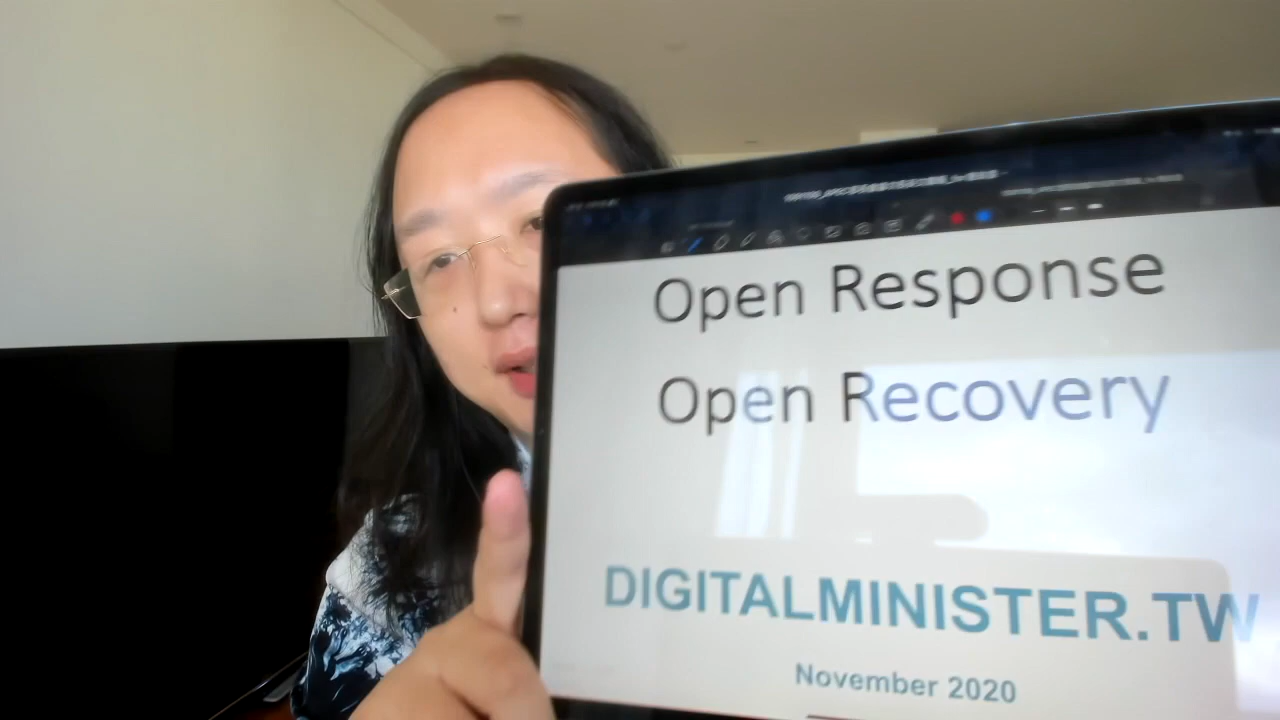 Open Response
Open Recovery
DIGITALMINISTER.TW
November 2020